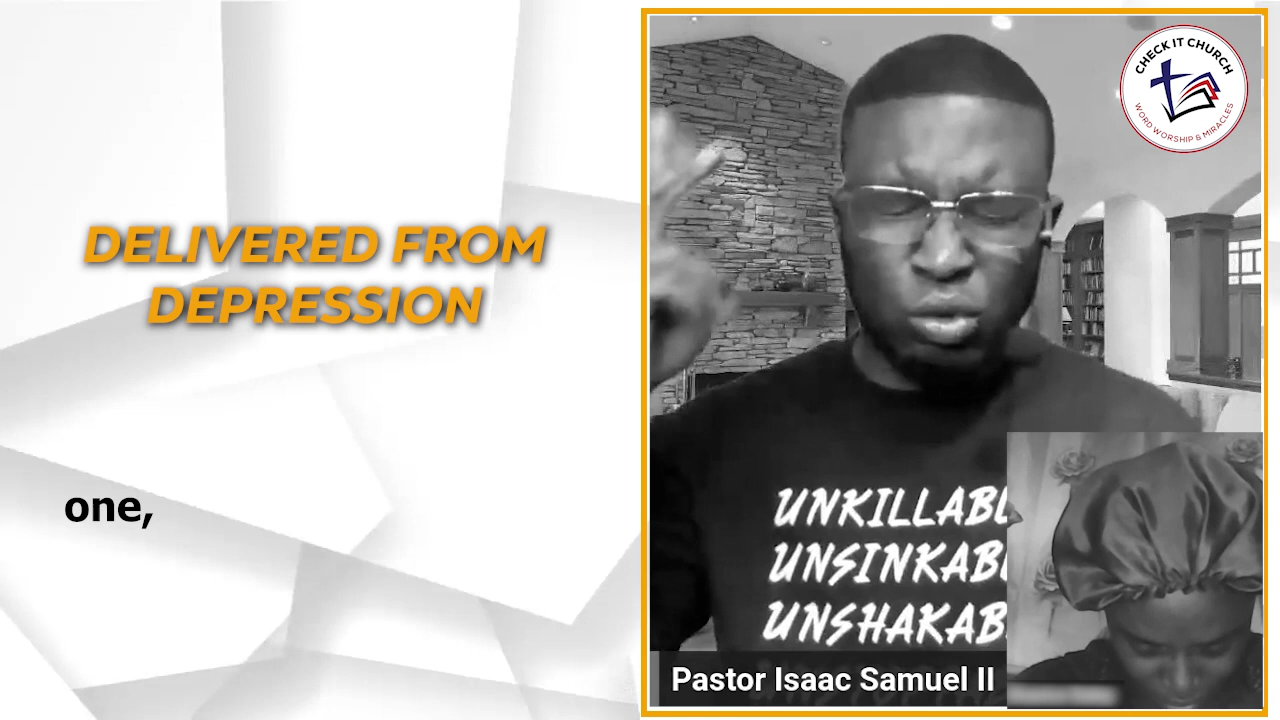 DELIVERED FROM
DEPRESSION
one,
CHECK IT CHURCH
WORD WORSHIP & MIRACLES
UNKILLABL
UNSINKAB
UNSHAKAB
Pastor Isaac Samuel II